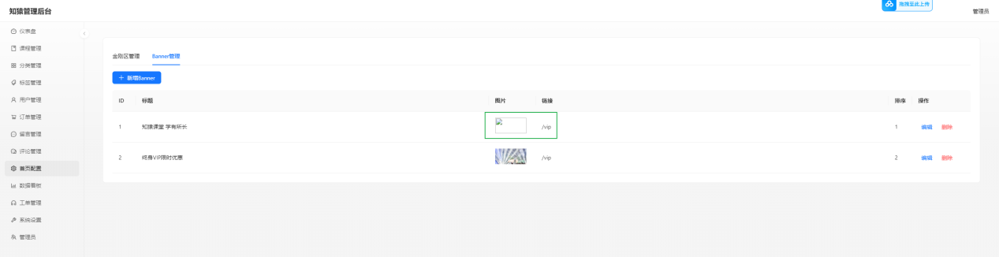 知猿管理后台
拖拽至此上传
管理员
仪表盘
课程管理
分类管理
标签管理
用户管理
订单管理
留言管理
评论管理
首页配置
数据看板
工单管理
系统设置
管理员
金刚区管理 Banner管理
+ 新增Banner
ID 标题 图片 链接 排序 操作
1 知猿课堂 学有所长 /vip 1 编辑 删除
2 终身VIP限时优惠 /vip 2 编辑 删除